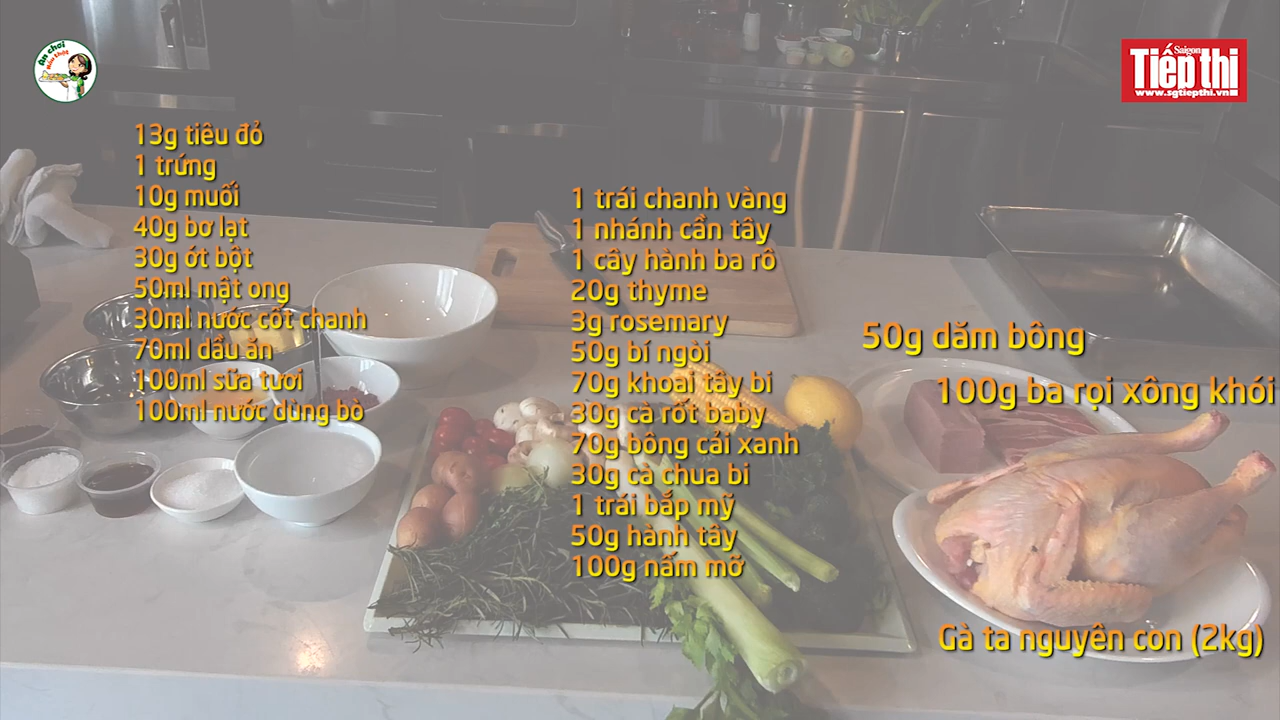 Ăn chơi
như thật
Saigon
Tiếp thị
www.sgtiepthi.vn
13g tiêu đỏ
1 trứng
10g muối
40g bơ lạt
30g ớt bột
50ml mật ong
30ml nước cốt chanh
70ml dầu ăn
100ml sữa tươi
100ml nước dùng bò
1 trái chanh vàng
1 nhánh cần tây
1 cây hành ba rô
20g thyme
3g rosemary
50g bí ngòi
70g khoai tây bi
30g cà rốt baby
70g bông cải xanh
30g cà chua bi
1 trái bắp mỹ
50g hành tây
100g nấm mỡ
50g dăm bông
100g ba rọi xông khói
Gà ta nguyên con (2kg)